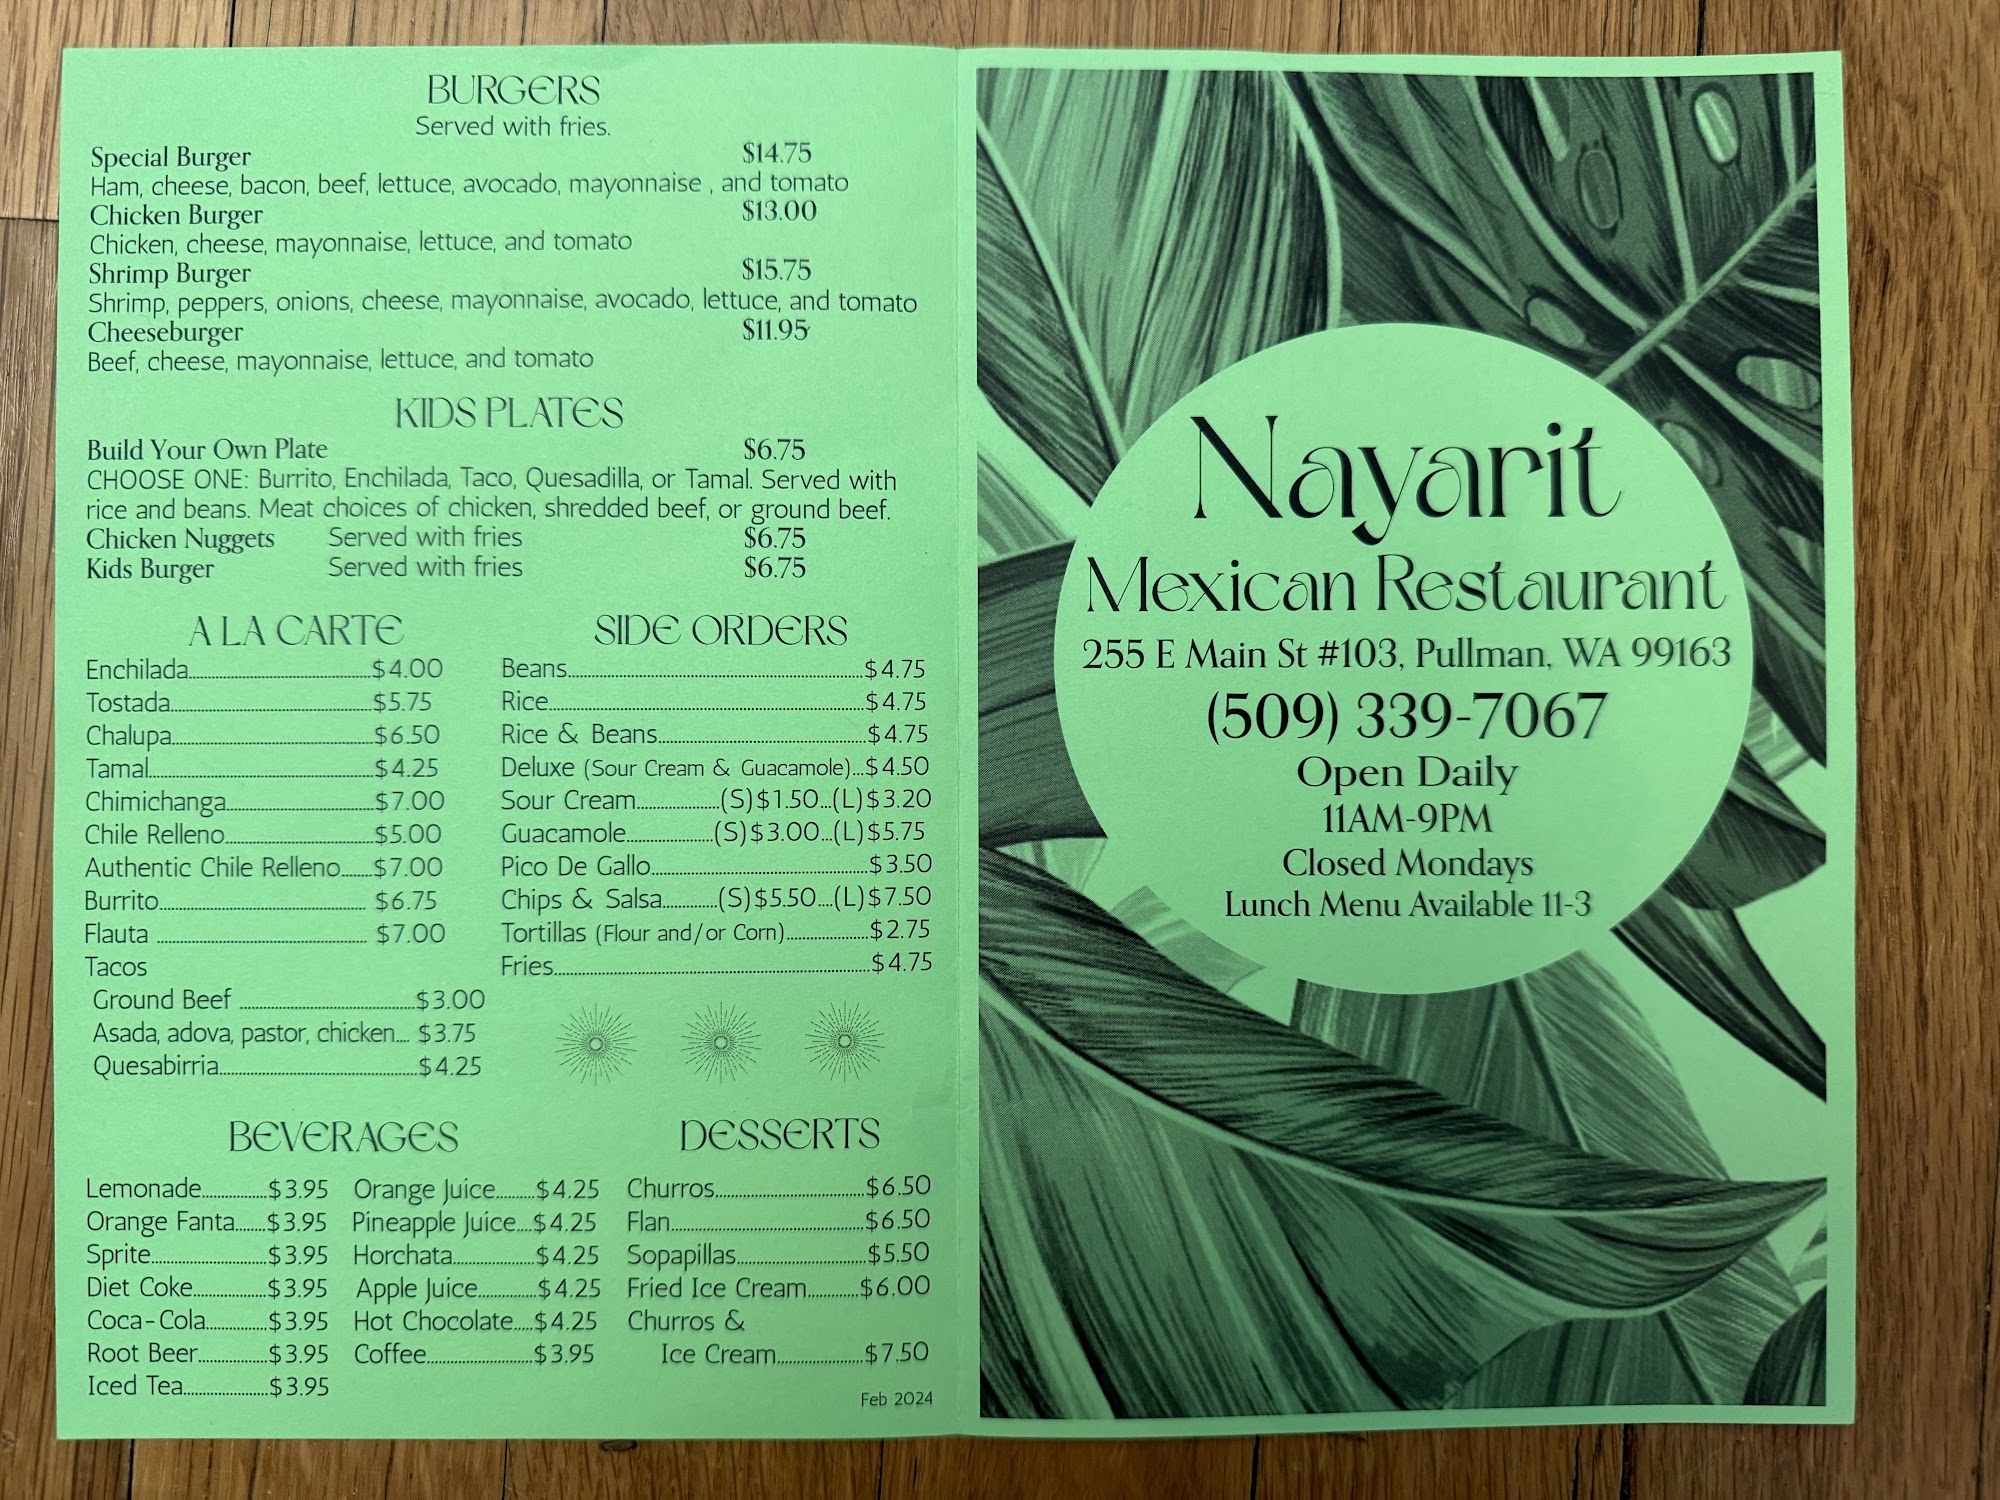 BURGERS
Served with fries.
Special Burger $14.75
Ham, cheese, bacon, beef, lettuce, avocado, mayonnaise , and tomato
Chicken Burger $13.00
Chicken, cheese, mayonnaise, lettuce, and tomato
Shrimp Burger $15.75
Shrimp, peppers, onions, cheese, mayonnaise, avocado, lettuce, and tomato
Cheeseburger $11.95
Beef, cheese, mayonnaise, lettuce, and tomato
KIDS PLATES
Build Your Own Plate $6.75
CHOOSE ONE: Burrito, Enchilada, Taco, Quesadilla, or Tamal. Served with
rice and beans. Meat choices of chicken, shredded beef, or ground beef.
Chicken Nuggets Served with fries $6.75
Kids Burger Served with fries $6.75
A LA CARTE
Enchilada $4.00
Tostada $5.75
Chalupa $6.50
Tamal $4.25
Chimichanga $7.00
Chile Relleno $5.00
Authentic Chile Relleno $7.00
Burrito $6.75
Flauta $7.00
Tacos
Ground Beef $3.00
Asada, adova, pastor, chicken $3.75
Quesabirria $4.25
SIDE ORDERS
Beans $4.75
Rice $4.75
Rice & Beans $4.75
Deluxe (Sour Cream & Guacamole)...$4.50
Sour Cream (S)$1.50...(L)$3.20
Guacamole (S)$3.00...(L)$5.75
Pico De Gallo $3.50
Chips & Salsa (S)$5.50....(L)$7.50
Tortillas (Flour and/or Corn) $2.75
Fries $4.75
BEVERAGES
Lemonade $3.95
Orange Fanta $3.95
Sprite $3.95
Diet Coke $3.95
Coca-Cola $3.95
Root Beer $3.95
Iced Tea $3.95
Orange Juice $4.25
Pineapple Juice $4.25
Horchata $4.25
Apple Juice $4.25
Hot Chocolate $4.25
Coffee $3.95
DESSERTS
Churros $6.50
Flan $6.50
Sopapillas $5.50
Fried Ice Cream $6.00
Churros &
Ice Cream $7.50
Feb 2024
Nayarit
Mexican Restaurant
255 E Main St #103, Pullman, WA 99163
(509) 339-7067
Open Daily
11AM-9PM
Closed Mondays
Lunch Menu Available 11-3